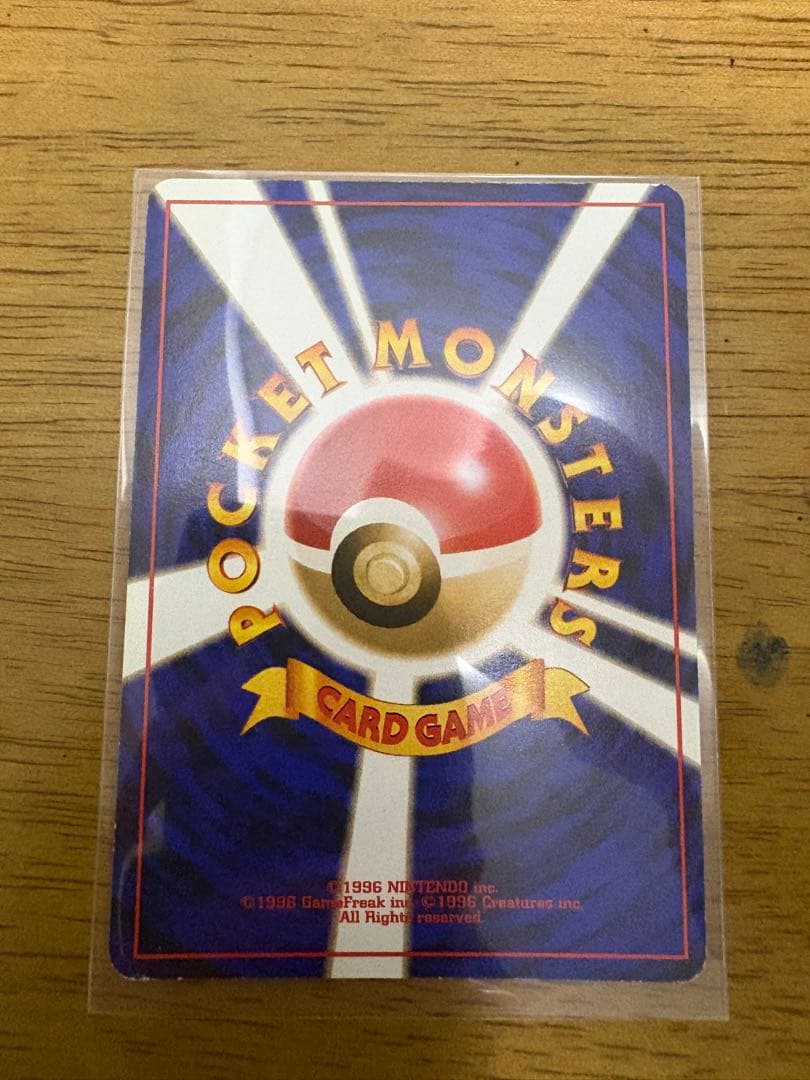 POCKET MONSTERS
CARD GAME
©1996 NINTENDO inc.
©1996 GameFreak inc. ©1996 Creatures inc.
All Rights reserved.